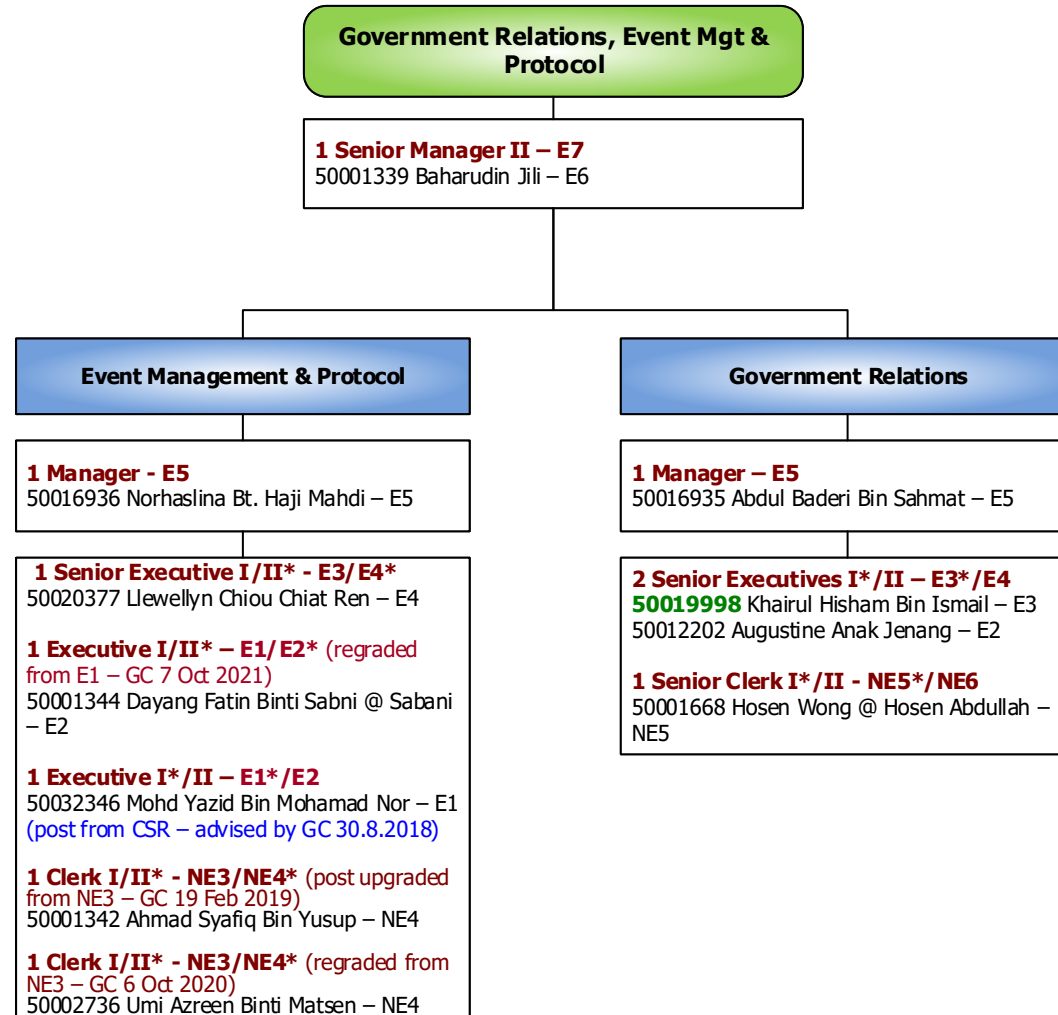 Government Relations, Event Mgt &
Protocol
1 Senior Manager II – E7
50001339 Baharudin Jili – E6
Event Management & Protocol
1 Manager - E5
50016936 Norhaslina Bt. Haji Mahdi – E5
1 Senior Executive I/II* - E3/E4*
50020377 Llewellyn Chiou Chiat Ren – E4
1 Executive I/II* – E1/E2* (regraded
from E1 – GC 7 Oct 2021)
50001344 Dayang Fatin Binti Sabni @ Sabani
– E2
1 Executive I*/II – E1*/E2
50032346 Mohd Yazid Bin Mohamad Nor – E1
(post from CSR – advised by GC 30.8.2018)
1 Clerk I/II* - NE3/NE4* (post upgraded
from NE3 – GC 19 Feb 2019)
50001342 Ahmad Syafiq Bin Yusup – NE4
1 Clerk I/II* - NE3/NE4* (regraded from
NE3 – GC 6 Oct 2020)
50002736 Umi Azreen Binti Matsen – NE4
Government Relations
1 Manager – E5
50016935 Abdul Baderi Bin Sahmat – E5
2 Senior Executives I*/II – E3*/E4
50019998 Khairul Hisham Bin Ismail – E3
50012202 Augustine Anak Jenang – E2
1 Senior Clerk I*/II - NE5*/NE6
50001668 Hosen Wong @ Hosen Abdullah –
NE5